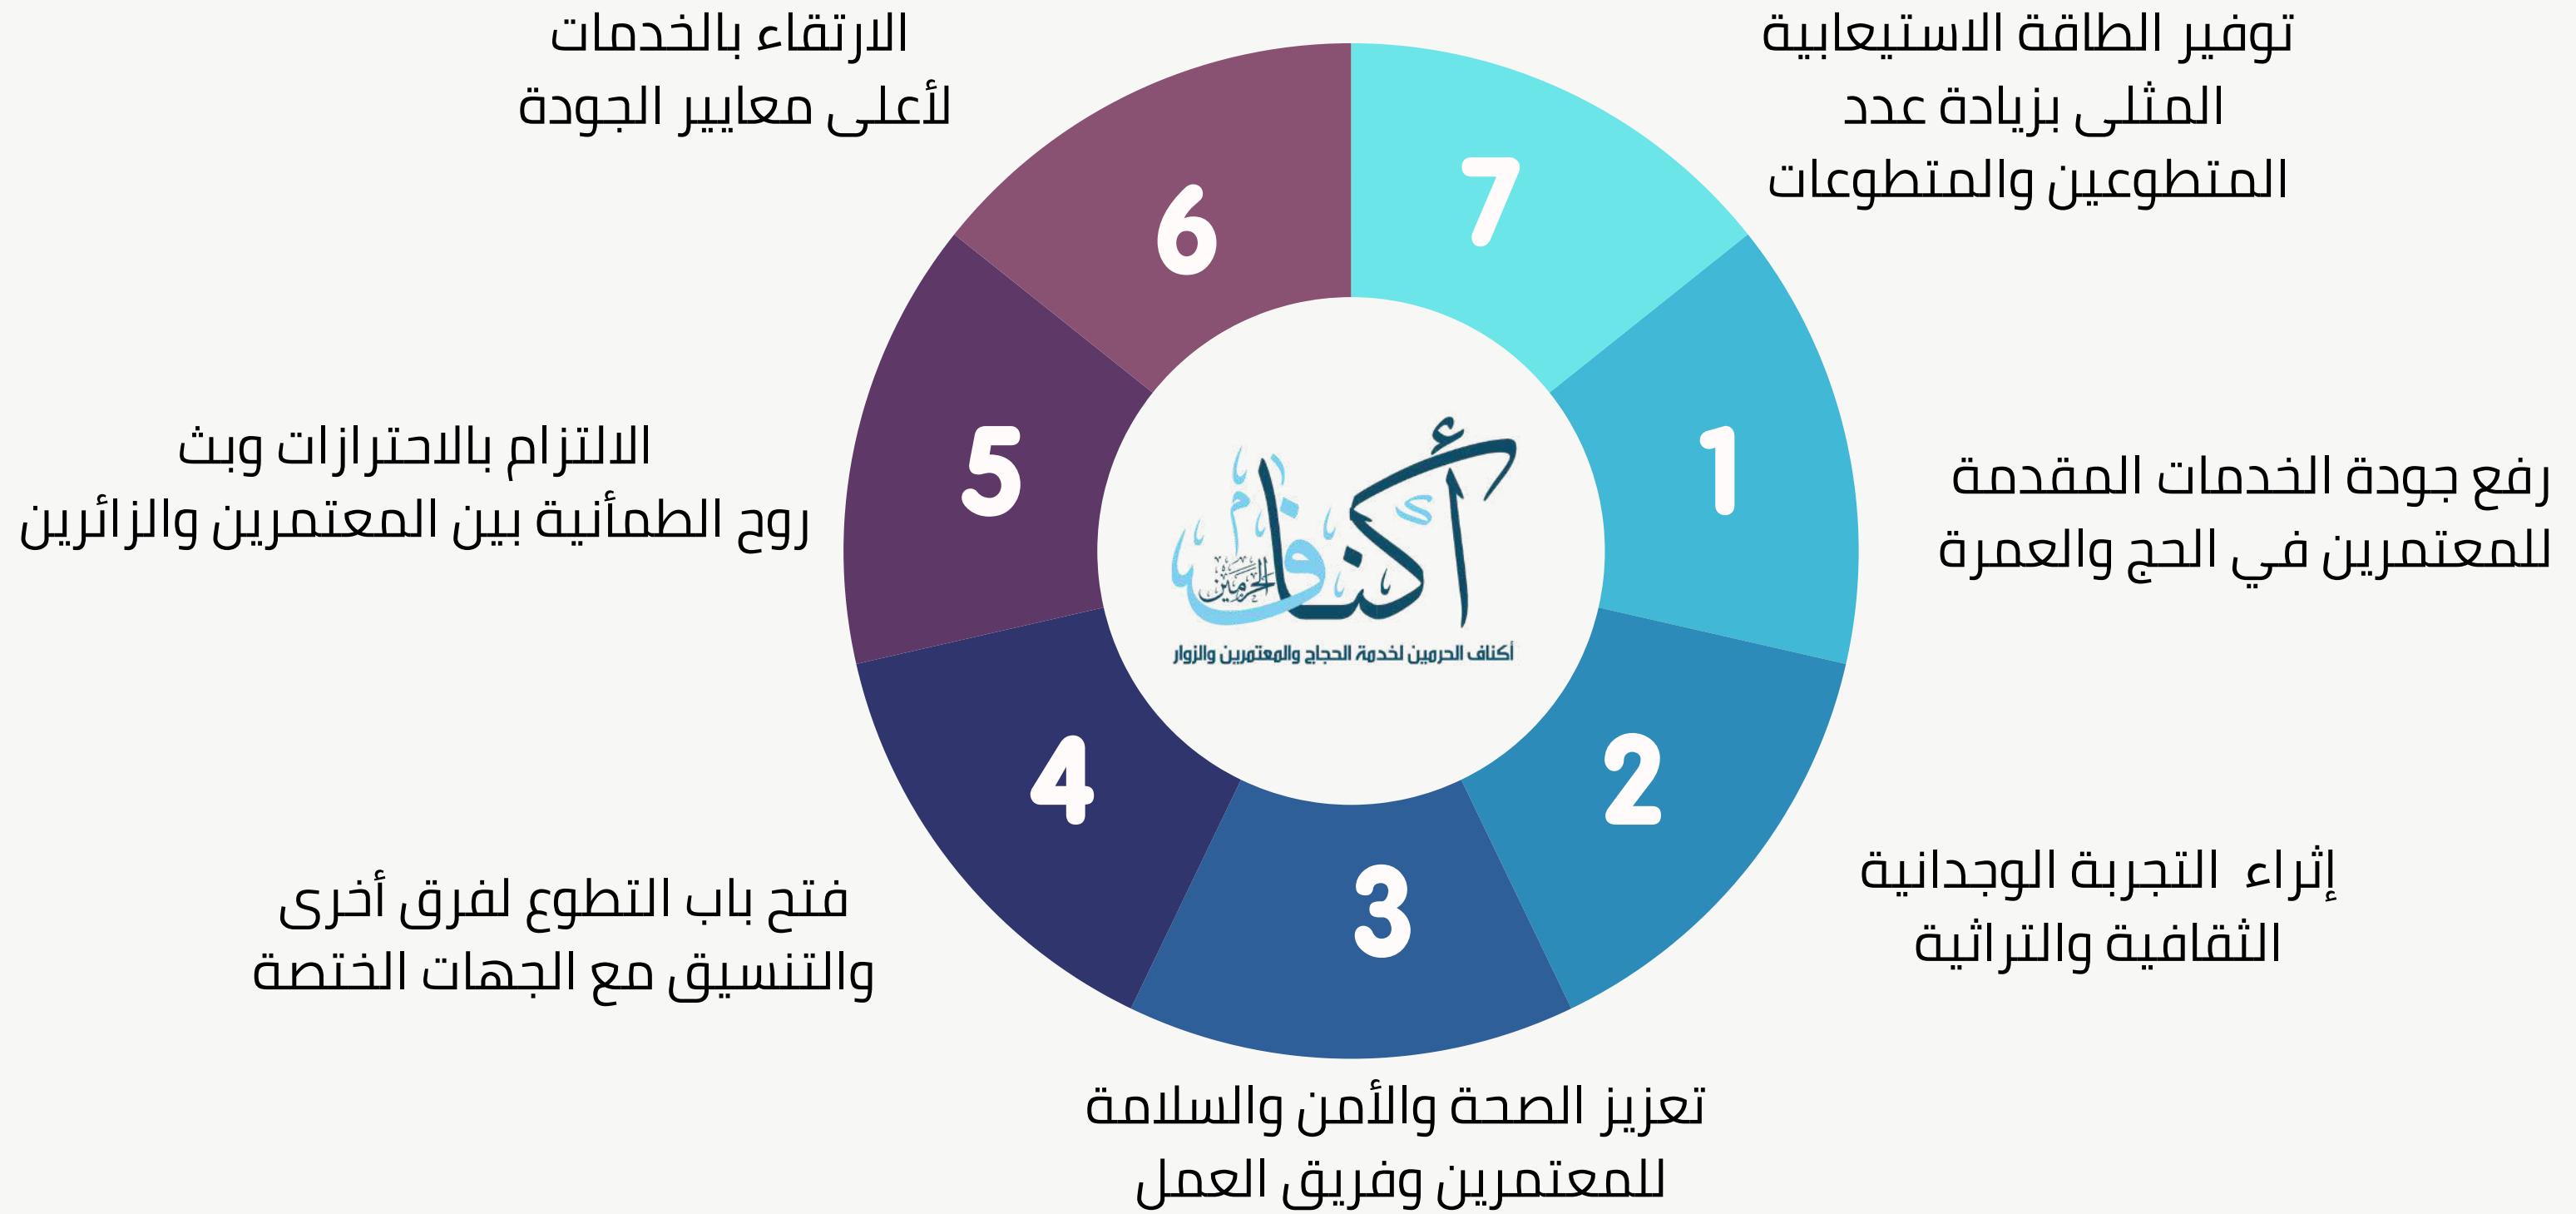 توفير الطاقة الاستيعابية
المثلى بزيادة عدد
المتطوعين والمتطوعات
7
رفع جودة الخدمات المقدمة
للمعتمرين في الحج والعمرة
1
إثراء التجربة الوجدانية
الثقافية والتراثية
2
تعزيز الصحة والأمن والسلامة
للمعتمرين وفريق العمل
3
فتح باب التطوع لفرق أخرى
والتنسيق مع الجهات الختصة
4
الالتزام بالاحترازات وبث
روح الطمأنية بين المعتمرين والزائرين
5
الارتقاء بالخدمات
لأعلى معايير الجودة
6
أكناف
الحرمين
أكناف الحرمين لخدمة الحجاج والمعتمرين والزوار